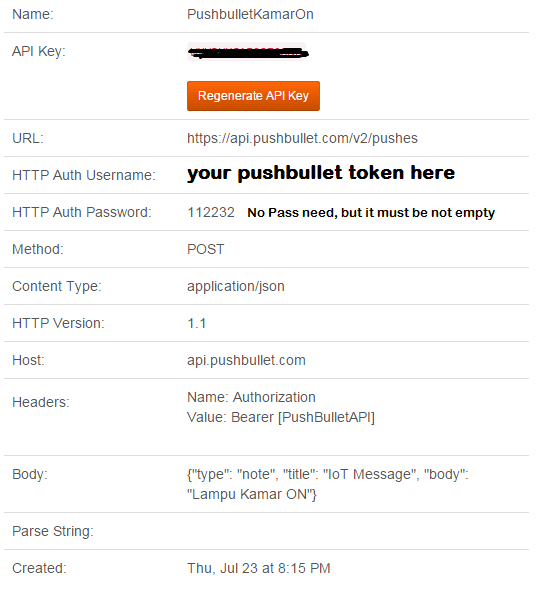 Name: PushbulletKamarOn
API Key:
Regenerate API Key
URL: https://api.pushbullet.com/v2/pushes
HTTP Auth Username: your pushbullet token here
HTTP Auth Password: 112232 No Pass need, but it must be not empty
Method: POST
Content Type: application/json
HTTP Version: 1.1
Host: api.pushbullet.com
Headers: Name: Authorization
Value: Bearer [PushBulletAPI]
Body: {"type": "note", "title": "IoT Message", "body":
"Lampu Kamar ON"}
Parse String:
Created: Thu, Jul 23 at 8:15 PM